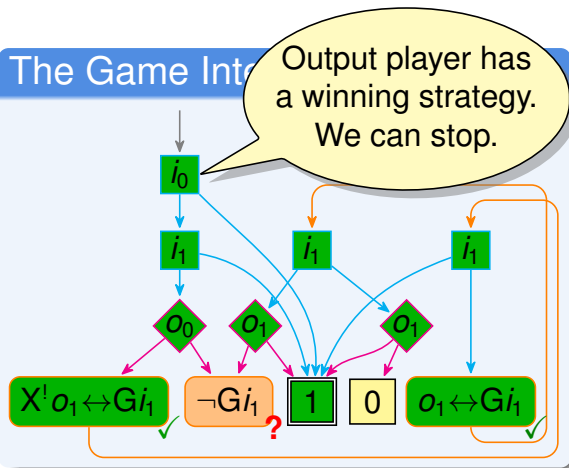 The Game Inte
Output player has
a winning strategy.
We can stop.
i₀
i₁ i₁ i₁
o₀ o₁ o₁
X!o₁↔Gi₁ ✓ ¬Gi₁ ? 1 0 o₁↔Gi₁ ✓